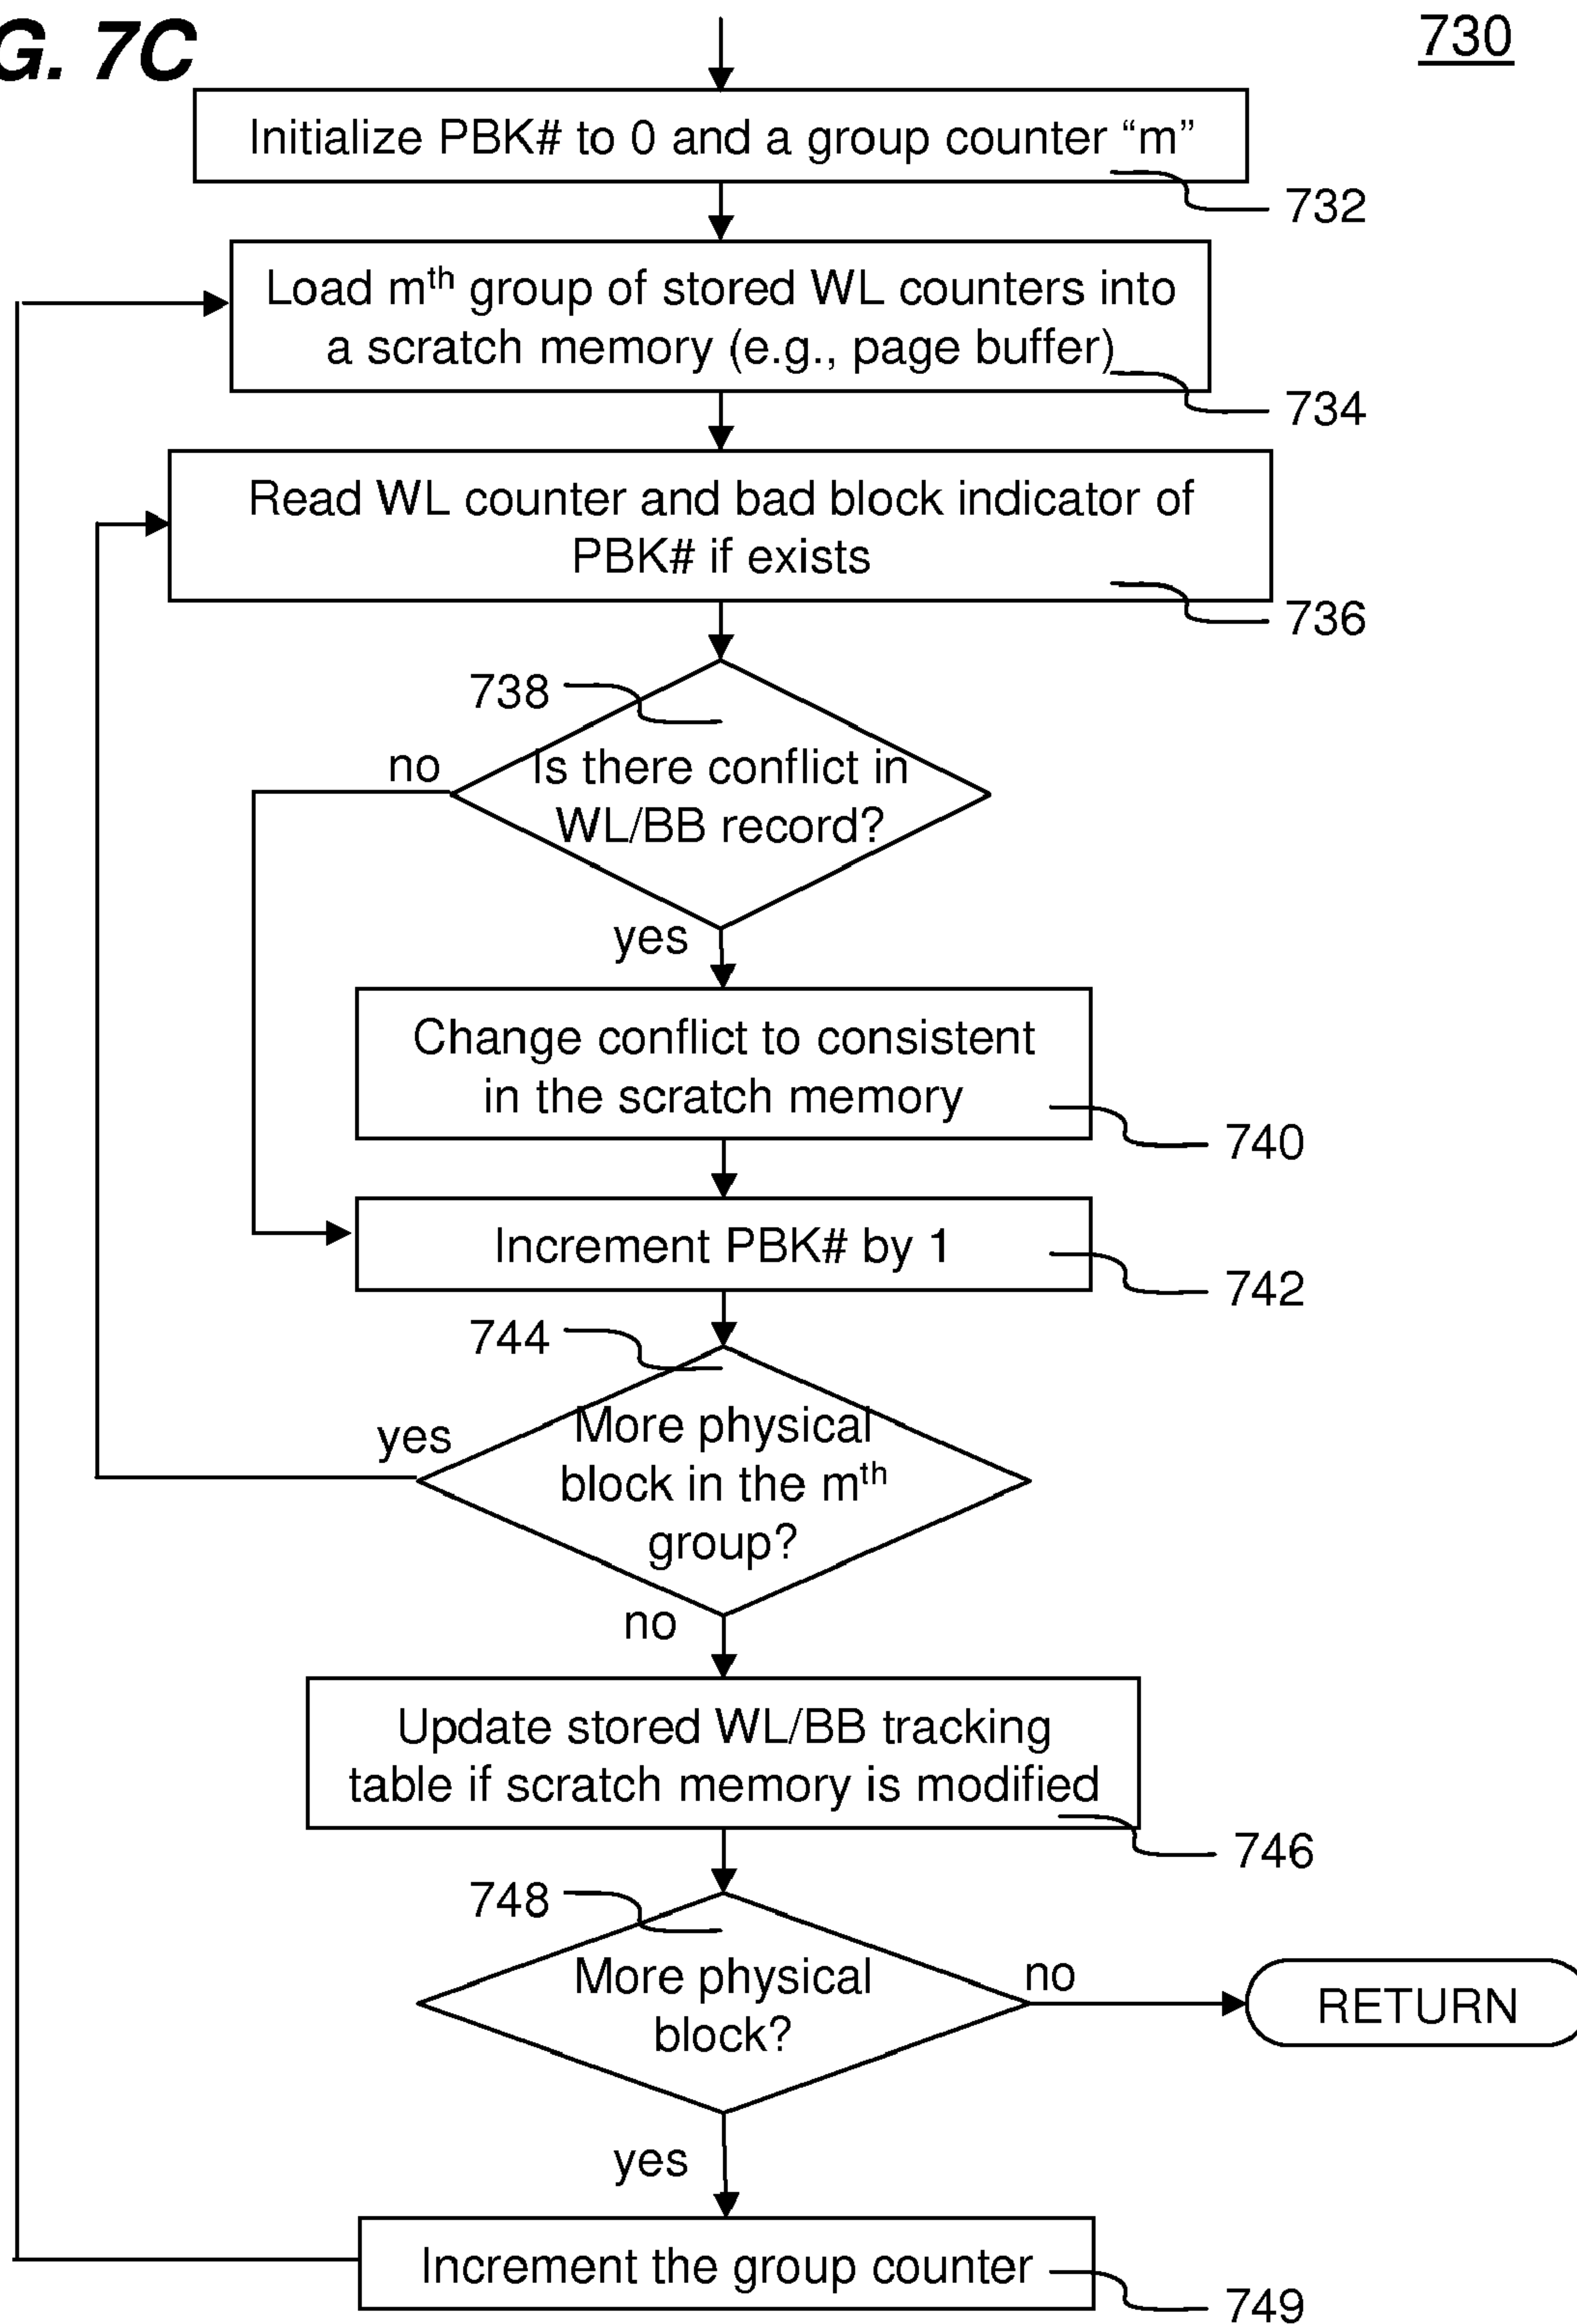 G. 7C
730
Initialize PBK# to 0 and a group counter “m”
732
Load mth group of stored WL counters into
a scratch memory (e.g., page buffer)
734
Read WL counter and bad block indicator of
PBK# if exists
736
738
no
Is there conflict in
WL/BB record?
yes
Change conflict to consistent
in the scratch memory
740
Increment PBK# by 1
742
744
yes
More physical
block in the mth
group?
no
Update stored WL/BB tracking
table if scratch memory is modified
746
748
More physical
block?
no
RETURN
yes
Increment the group counter
749